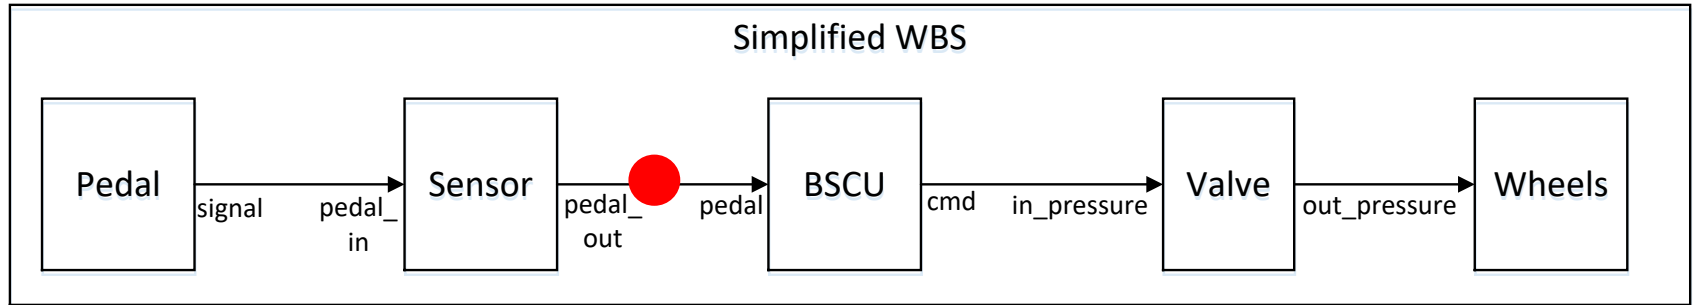 Simplified WBS
Pedal
signal
pedal_
in
Sensor
pedal_
out
pedal
BSCU
cmd
in_pressure
Valve
out_pressure
Wheels